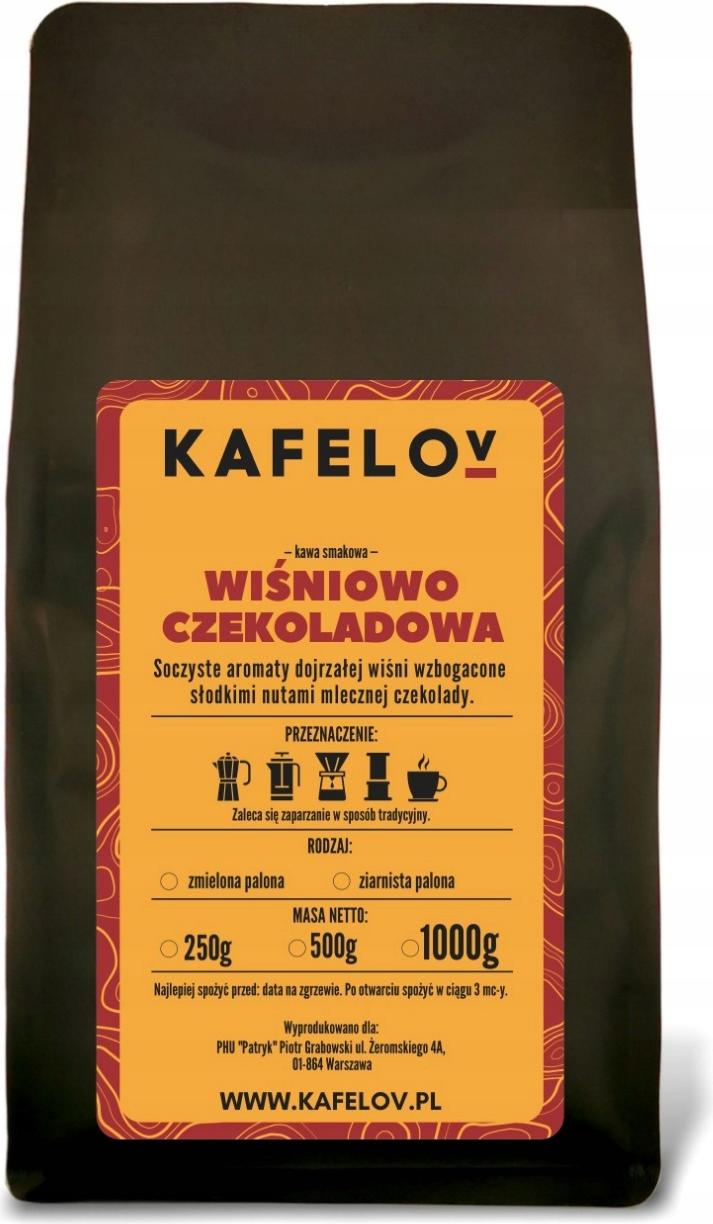 KAFELOV
– kawa smakowa –
WIŚNIOWO
CZEKOLADOWA
Soczyste aromaty dojrzałej wiśni wzbogacone
słodkimi nutami mlecznej czekolady.
PRZEZNACZENIE:
Zaleca się zaparzanie w sposób tradycyjny.
RODZAJ:
zmielona palona ziarnista palona
MASA NETTO:
250g 500g 1000g
Najlepiej spożyć przed: data na zgrzewie. Po otwarciu spożyć w ciągu 3 mc-y.
Wyprodukowano dla:
PHU "Patryk" Piotr Grabowski ul. Żeromskiego 4A,
01-864 Warszawa
WWW.KAFELOV.PL